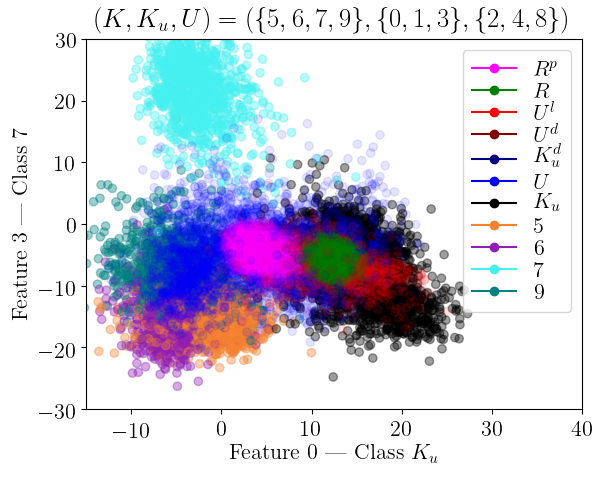 (K, K_u, U) = ({5, 6, 7, 9}, {0, 1, 3}, {2, 4, 8})
Feature 3 — Class 7
30
20
10
0
−10
−20
−30
−10 0 10 20 30 40
Feature 0 — Class K_u
R^p
R
U^l
U^d
K_u^d
U
K_u
5
6
7
9